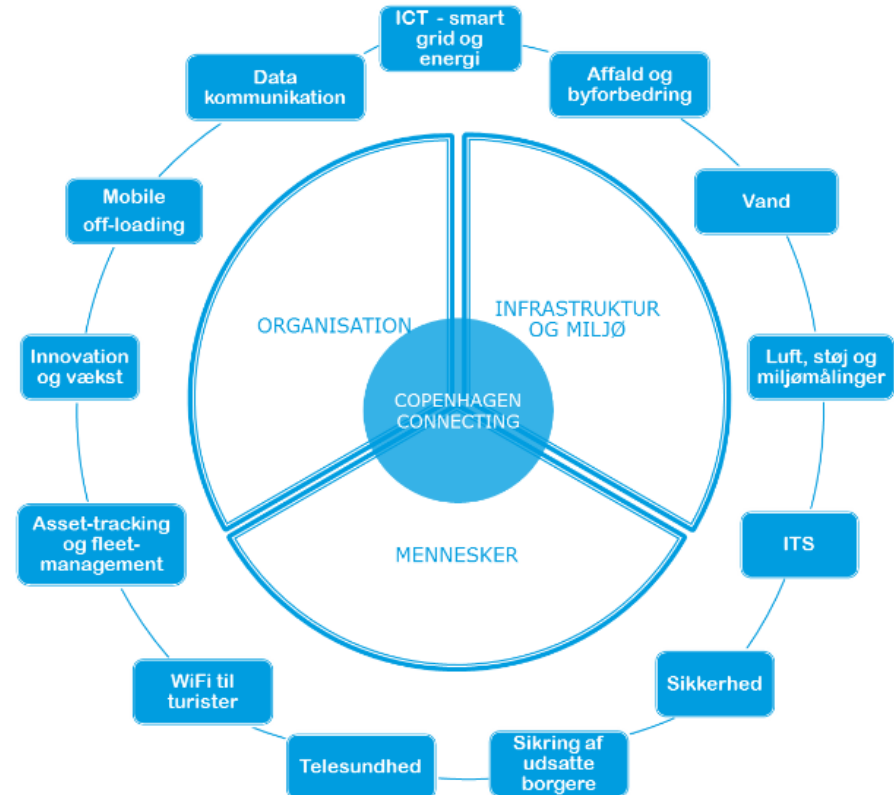 ICT - smart
grid og
energi
Affald og
byforbedring
Vand
Luft, støj og
miljømålinger
ITS
Sikkerhed
Sikring af
udsatte
borgere
Telesundhed
WiFi til
turister
Asset-tracking
og fleet-
management
Innovation
og vækst
Mobile
off-loading
Data
kommunikation
ORGANISATION
INFRASTRUKTUR
OG MILJØ
COPENHAGEN
CONNECTING
MENNESKER